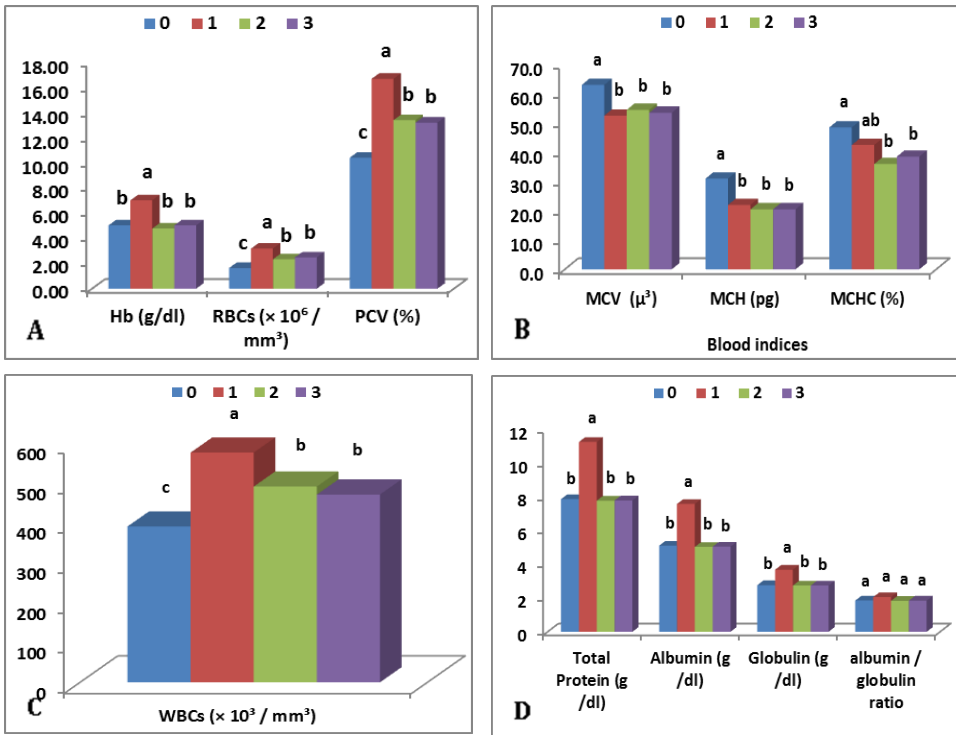 0 1 2 3
a
18.00
16.00
14.00
12.00
10.00
8.00
6.00
4.00
2.00
0.00
b a b b
c a b b
c b b
Hb (g/dl) RBCs (× 10⁶ / mm³) PCV (%)
A
0 1 2 3
70.0
60.0
50.0
40.0
30.0
20.0
10.0
0.0
a b b b
a b b b
a ab b b
MCV (µ³) MCH (pg) MCHC (%)
Blood indices
B
0 1 2 3
600
500
400
300
200
100
0
c a b b
WBCs (× 10³ / mm³)
C
0 1 2 3
12
10
8
6
4
2
0
b a b b
b a b b
b a b b
a a a a
Total Protein (g /dl)
Albumin (g /dl)
Globulin (g /dl)
albumin / globulin ratio
D